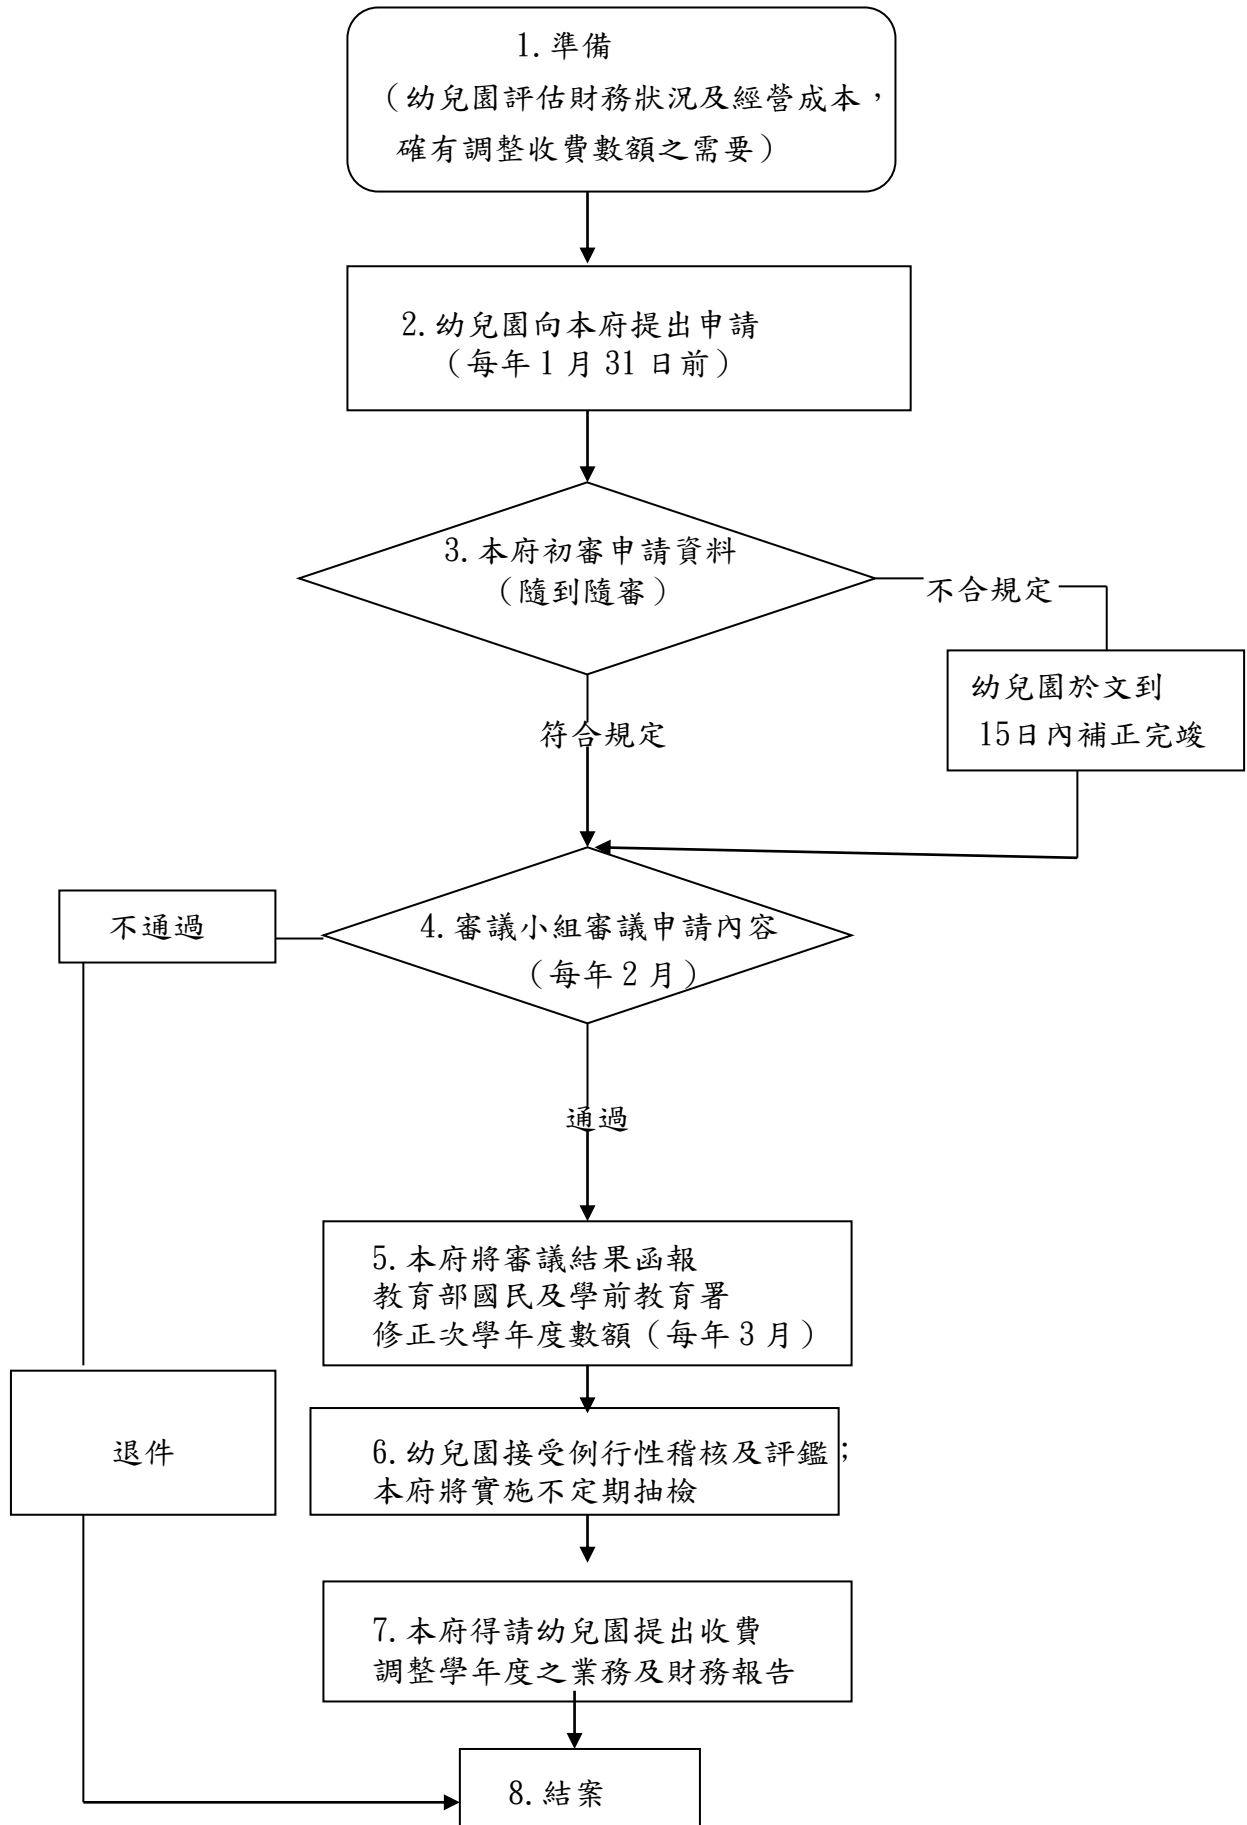 1.準備
（幼兒園評估財務狀況及經營成本，
確有調整收費數額之需要）
2.幼兒園向本府提出申請
（每年1月31日前）
3.本府初審申請資料
（隨到隨審）
不合規定
幼兒園於文到
15日內補正完竣
符合規定
不通過
4.審議小組審議申請內容
（每年2月）
通過
5.本府將審議結果函報
教育部國民及學前教育署
修正次學年度數額（每年3月）
退件
6.幼兒園接受例行性稽核及評鑑；
本府將實施不定期抽檢
7.本府得請幼兒園提出收費
調整學年度之業務及財務報告
8.結案